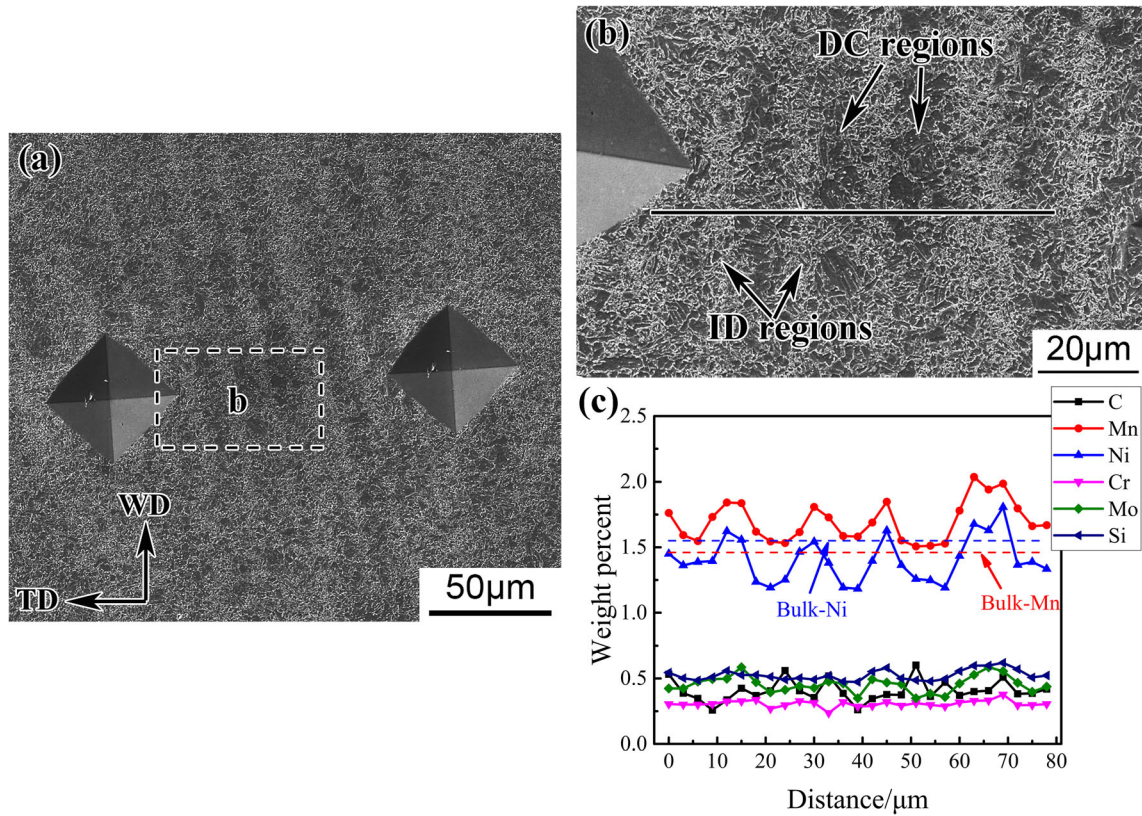 (a)
b
WD
TD
50μm
(b)
DC regions
ID regions
20μm
(c)
Weight percent
2.5
2.0
1.5
1.0
0.5
0.0
Bulk-Ni
Bulk-Mn
C
Mn
Ni
Cr
Mo
Si
0 10 20 30 40 50 60 70 80
Distance/μm